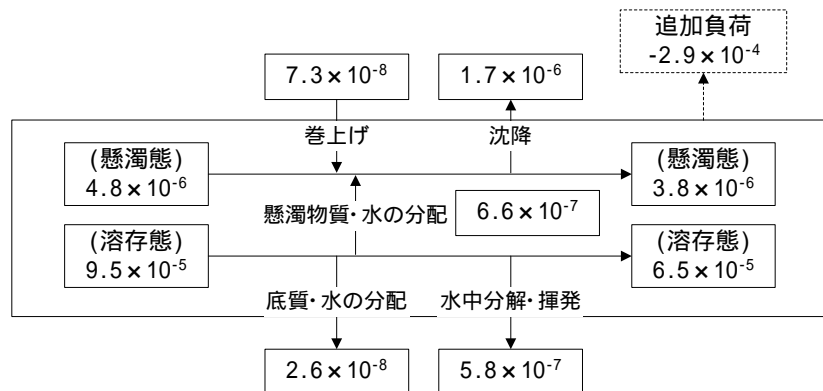 追加負荷
-2.9×10⁻⁴
7.3×10⁻⁸
1.7×10⁻⁶
巻上げ
沈降
(懸濁態)
4.8×10⁻⁶
(懸濁態)
3.8×10⁻⁶
懸濁物質・水の分配
6.6×10⁻⁷
(溶存態)
9.5×10⁻⁵
(溶存態)
6.5×10⁻⁵
底質・水の分配
水中分解・揮発
2.6×10⁻⁸
5.8×10⁻⁷